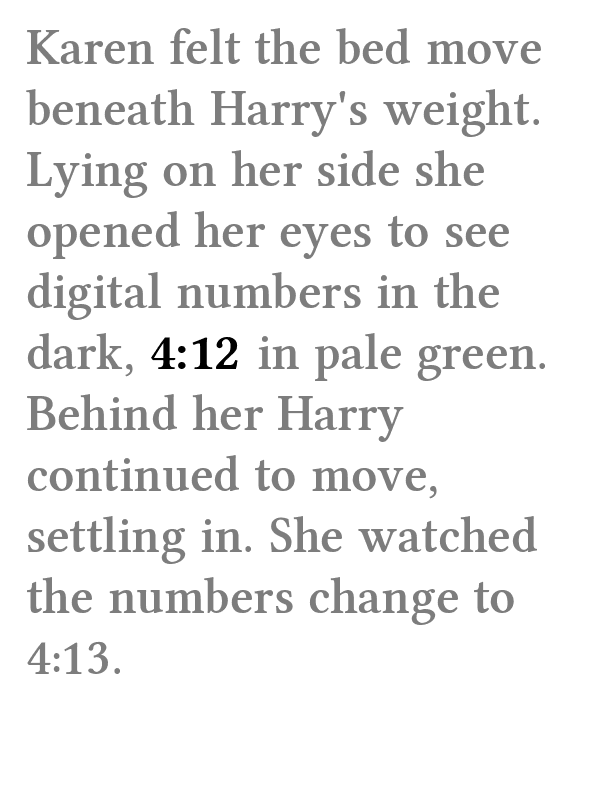 Karen felt the bed move
beneath Harry's weight.
Lying on her side she
opened her eyes to see
digital numbers in the
dark, 4:12 in pale green.
Behind her Harry
continued to move,
settling in. She watched
the numbers change to
4:13.